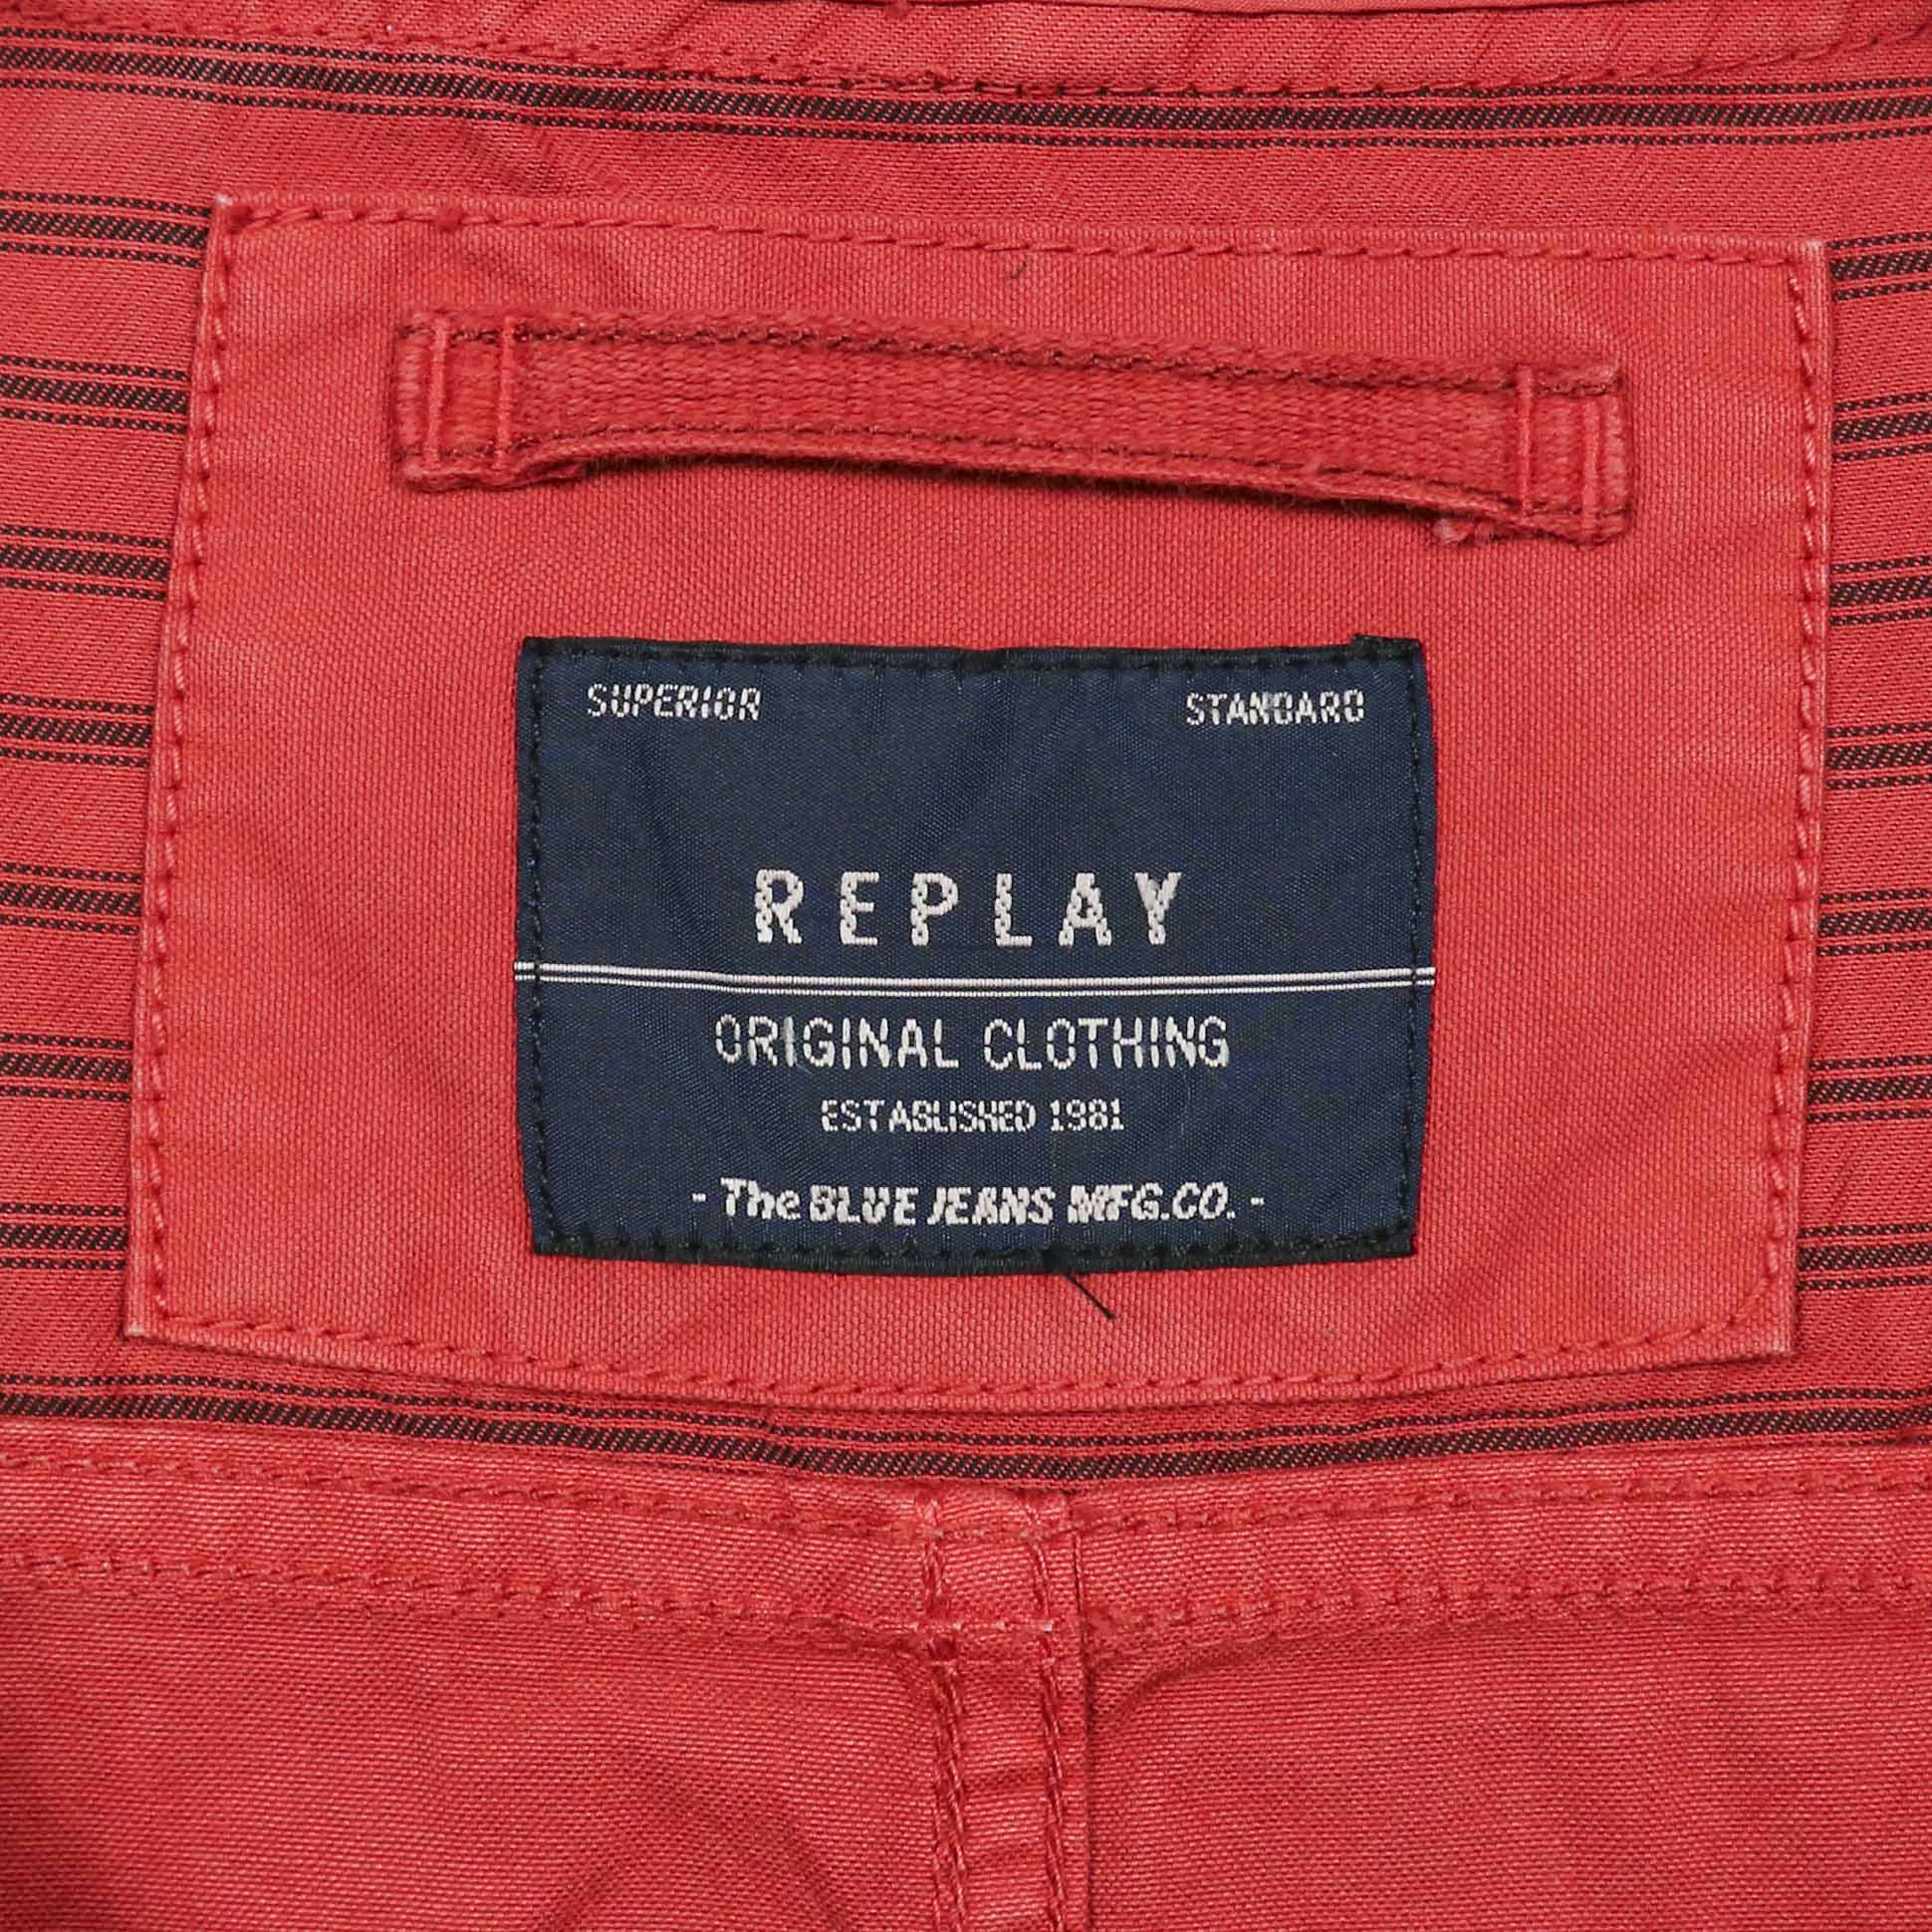 SUPERIOR STANDARD
REPLAY
ORIGINAL CLOTHING
ESTABLISHED 1981
- The BLUE JEANS MFG.CO. -